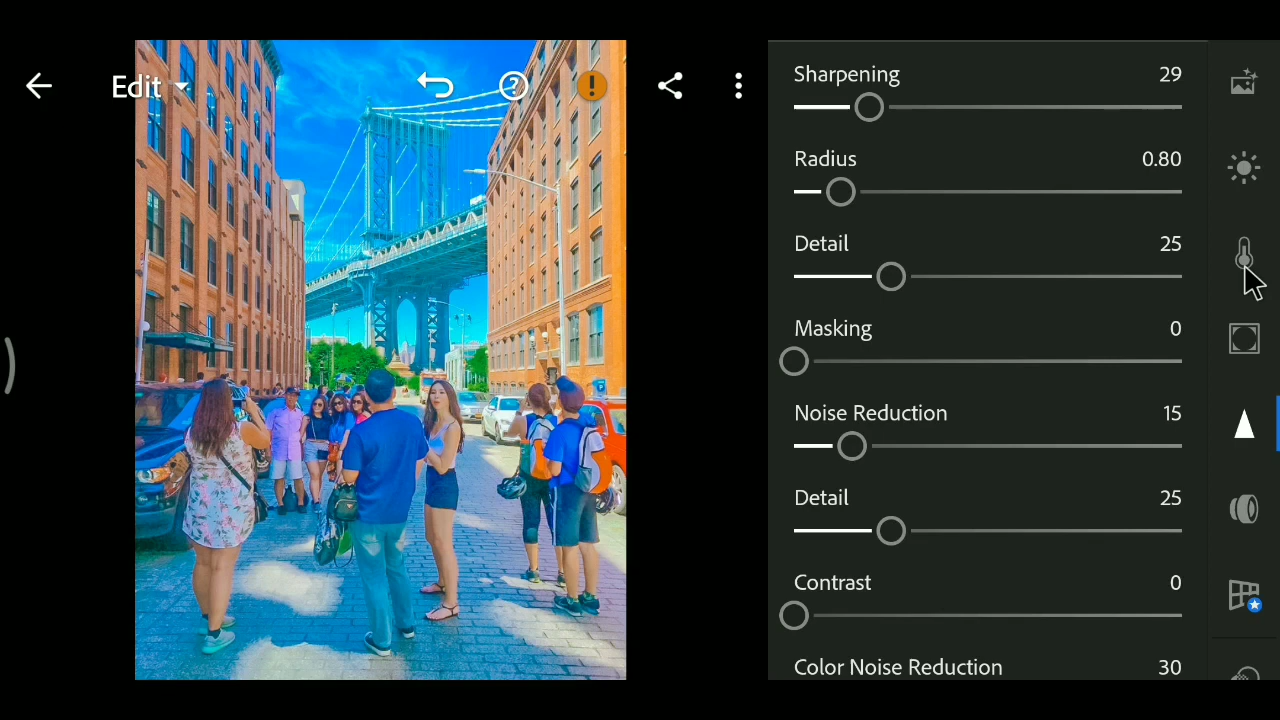 Edit
Sharpening 29
Radius 0.80
Detail 25
Masking 0
Noise Reduction 15
Detail 25
Contrast 0
Color Noise Reduction 30